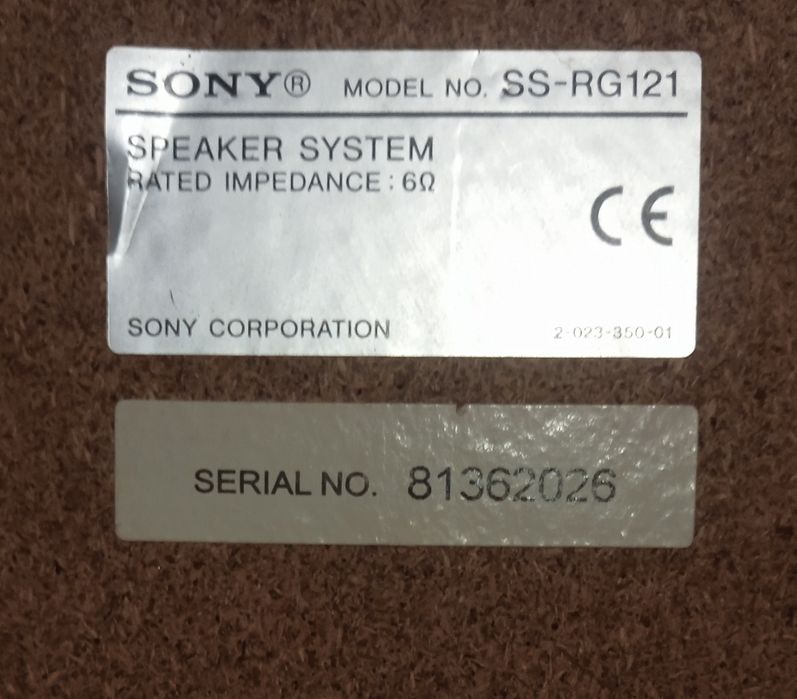 SONY® MODEL NO. SS-RG121
SPEAKER SYSTEM
RATED IMPEDANCE : 6Ω
CE
SONY CORPORATION 2-023-350-01
SERIAL NO. 81362026